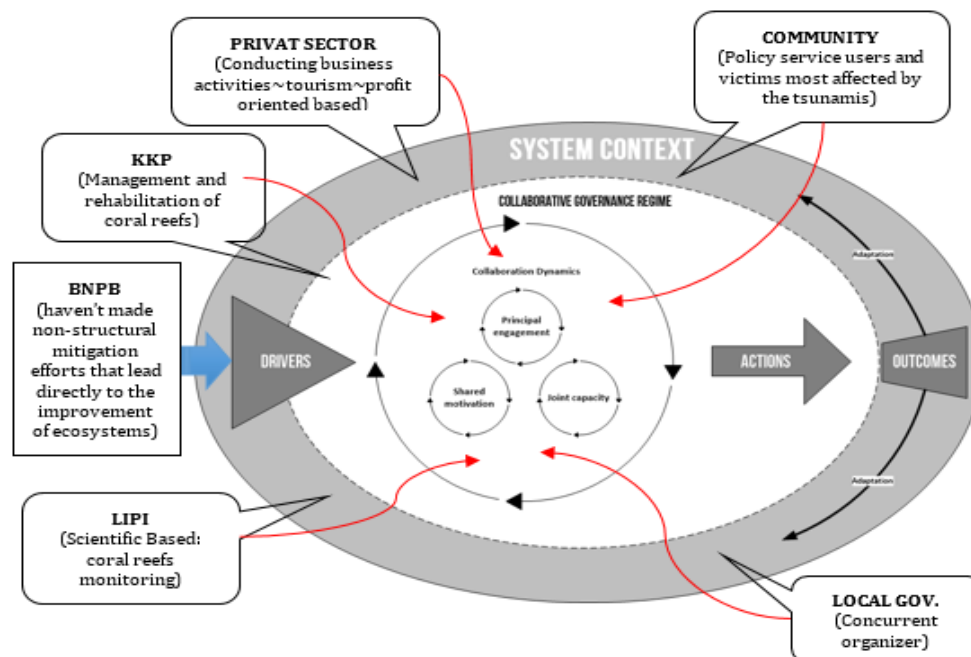 PRIVAT SECTOR
(Conducting business
activities~tourism~profit
oriented based)
COMMUNITY
(Policy service users and
victims most affected by
the tsunamis)
KKP
(Management and
rehabilitation of
coral reefs)
SYSTEM CONTEXT
COLLABORATIVE GOVERNANCE REGIME
BNPB
(haven't made
non-structural
mitigation
efforts that lead
directly to the
improvement
of ecosystems)
DRIVERS
Collaboration Dynamics
Principal
engagement
Shared
motivation
Joint capacity
ACTIONS
OUTCOMES
Adaptation
Adaptation
LIPI
(Scientific Based:
coral reefs
monitoring)
LOCAL GOV.
(Concurrent
organizer)